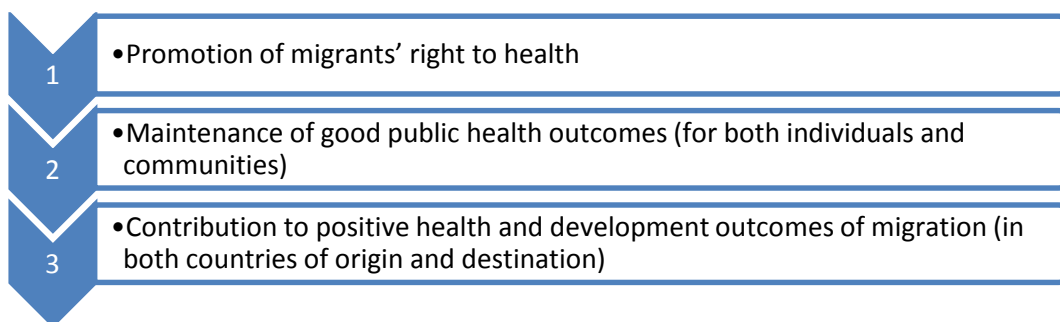 1
•Promotion of migrants’ right to health
2
•Maintenance of good public health outcomes (for both individuals and
communities)
3
•Contribution to positive health and development outcomes of migration (in
both countries of origin and destination)